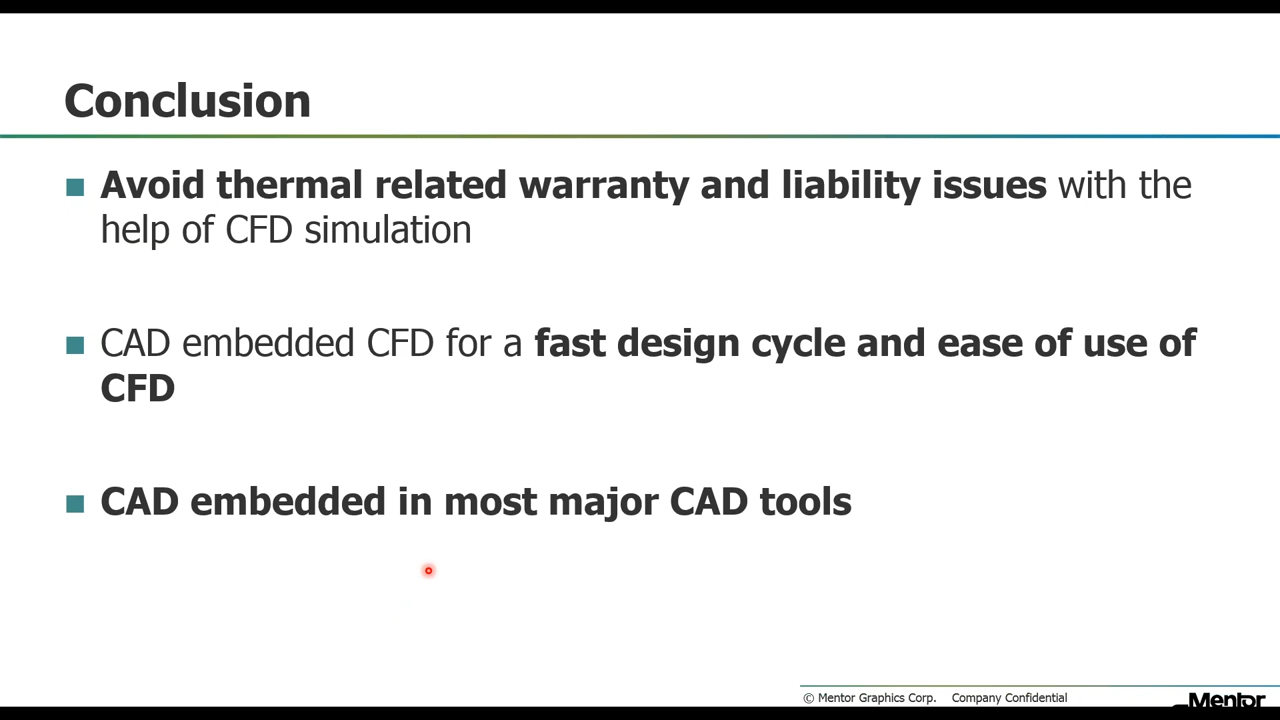 Conclusion
Avoid thermal related warranty and liability issues with the
help of CFD simulation
CAD embedded CFD for a fast design cycle and ease of use of
CFD
CAD embedded in most major CAD tools
© Mentor Graphics Corp. Company Confidential
Mentor